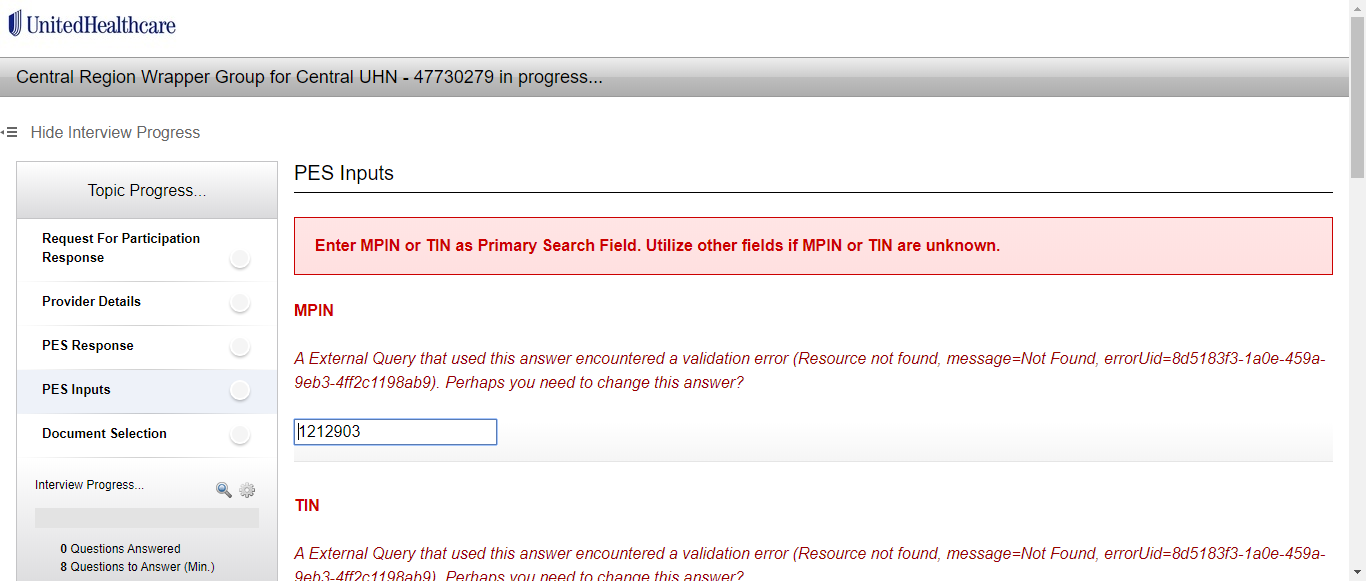 UnitedHealthcare
Central Region Wrapper Group for Central UHN - 47730279 in progress...
Hide Interview Progress
Topic Progress...
Request For Participation
Response
Provider Details
PES Response
PES Inputs
Document Selection
Interview Progress...
0 Questions Answered
8 Questions to Answer (Min.)
PES Inputs
Enter MPIN or TIN as Primary Search Field. Utilize other fields if MPIN or TIN are unknown.
MPIN
A External Query that used this answer encountered a validation error (Resource not found, message=Not Found, errorUid=8d5183f3-1a0e-459a-
9eb3-4ff2c1198ab9). Perhaps you need to change this answer?
1212903
TIN
A External Query that used this answer encountered a validation error (Resource not found, message=Not Found, errorUid=8d5183f3-1a0e-459a-
9eb3-4ff2c1198ab9). Perhaps you need to change this answer?